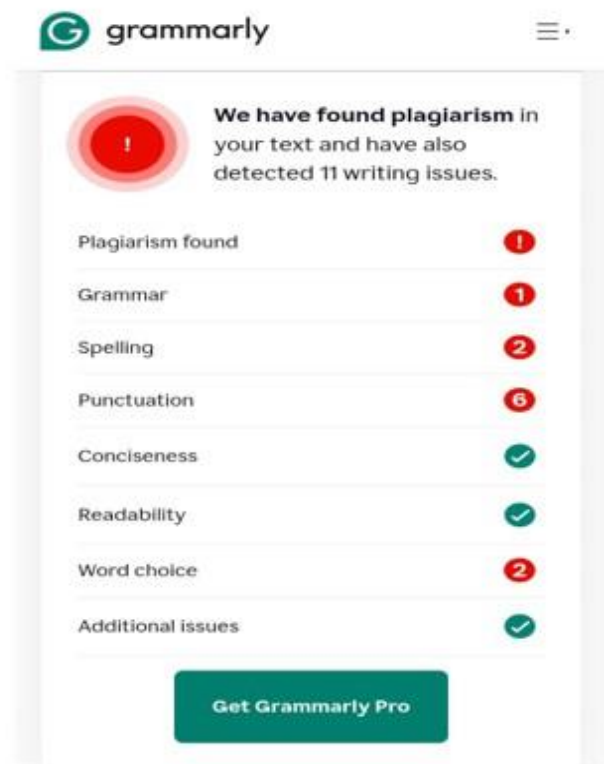 grammarly
We have found plagiarism in
your text and have also
detected 11 writing issues.
Plagiarism found !
Grammar 1
Spelling 2
Punctuation 6
Conciseness
Readability
Word choice 2
Additional issues
Get Grammarly Pro